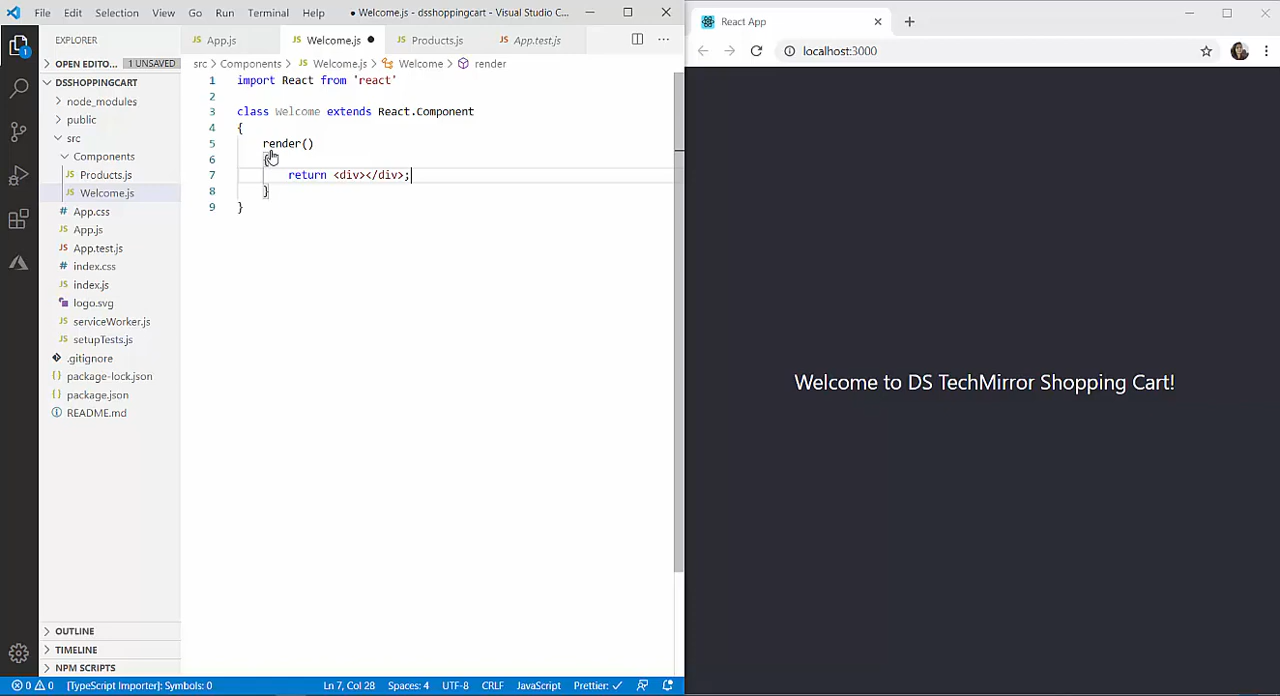 File Edit Selection View Go Run Terminal Help ● Welcome.js - dsshoppingcart - Visual Studio C...
EXPLORER
OPEN EDITO... 1 UNSAVED
DSSHOPPINGCART
node_modules
public
src
Components
JS Products.js
JS Welcome.js
# App.css
JS App.js
JS App.test.js
# index.css
JS index.js
logo.svg
JS serviceWorker.js
JS setupTests.js
.gitignore
{} package-lock.json
{} package.json
README.md
OUTLINE
TIMELINE
NPM SCRIPTS
1
JS App.js JS Welcome.js ● JS Products.js JS App.test.js
src > Components > JS Welcome.js > Welcome > render
1 import React from 'react'
2
3 class Welcome extends React.Component
4 {
5 render()
6 {
7 return <div></div>;
8 }
9 }
0 0 [TypeScript Importer]: Symbols: 0 Ln 7, Col 28 Spaces: 4 UTF-8 CRLF JavaScript Prettier: ✓
React App
localhost:3000
Welcome to DS TechMirror Shopping Cart!